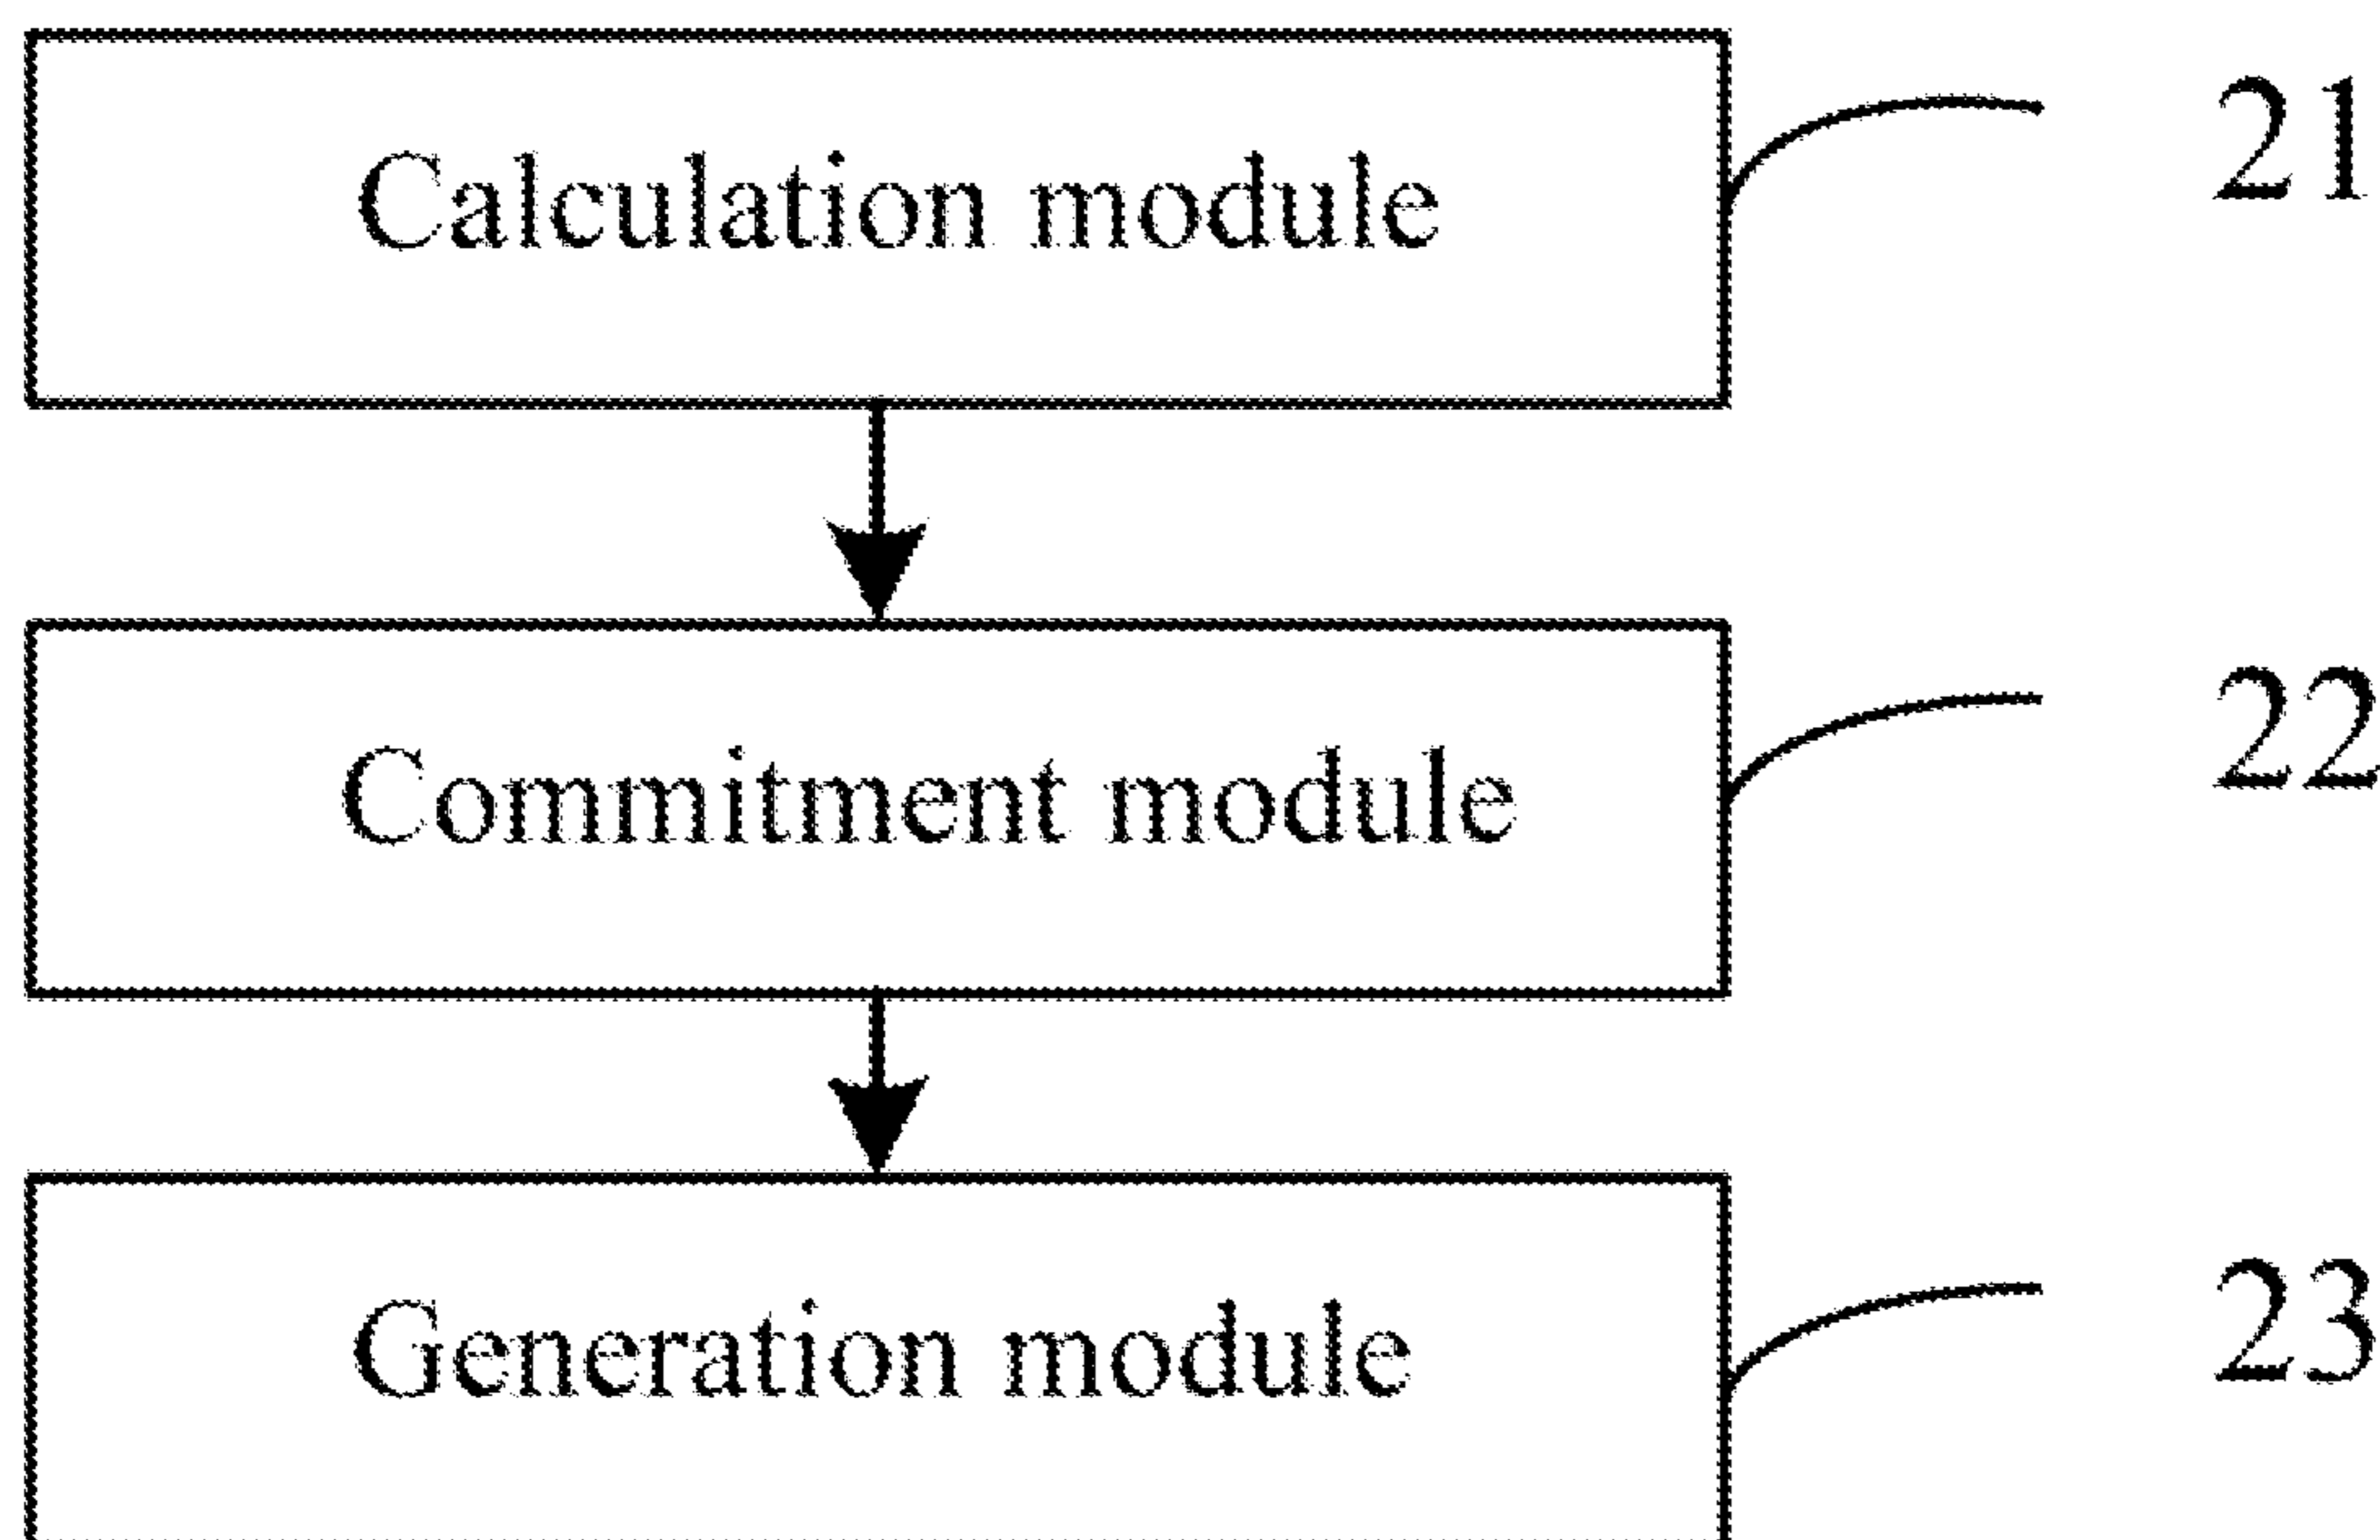 Calculation module
21
Commitment module
22
Generation module
23